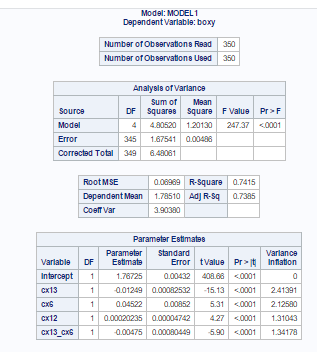 Model: MODEL1
Dependent Variable: boxy
Number of Observations Read 350
Number of Observations Used 350
Analysis of Variance
Source DF Sum of Squares Mean Square F Value Pr > F
Model 4 4.80520 1.20130 247.37 <.0001
Error 345 1.67541 0.00486
Corrected Total 349 6.48061
Root MSE 0.06969 R-Square 0.7415
Dependent Mean 1.78510 Adj R-Sq 0.7385
Coeff Var 3.90380
Parameter Estimates
Variable DF Parameter Estimate Standard Error t Value Pr > |t| Variance Inflation
Intercept 1 1.76725 0.00432 408.66 <.0001 0
cx13 1 -0.01249 0.00082532 -15.13 <.0001 2.41391
cx6 1 0.04522 0.00852 5.31 <.0001 2.12580
cx12 1 0.00020235 0.00004742 4.27 <.0001 1.31043
cx13_cx6 1 -0.00475 0.00080449 -5.90 <.0001 1.34178